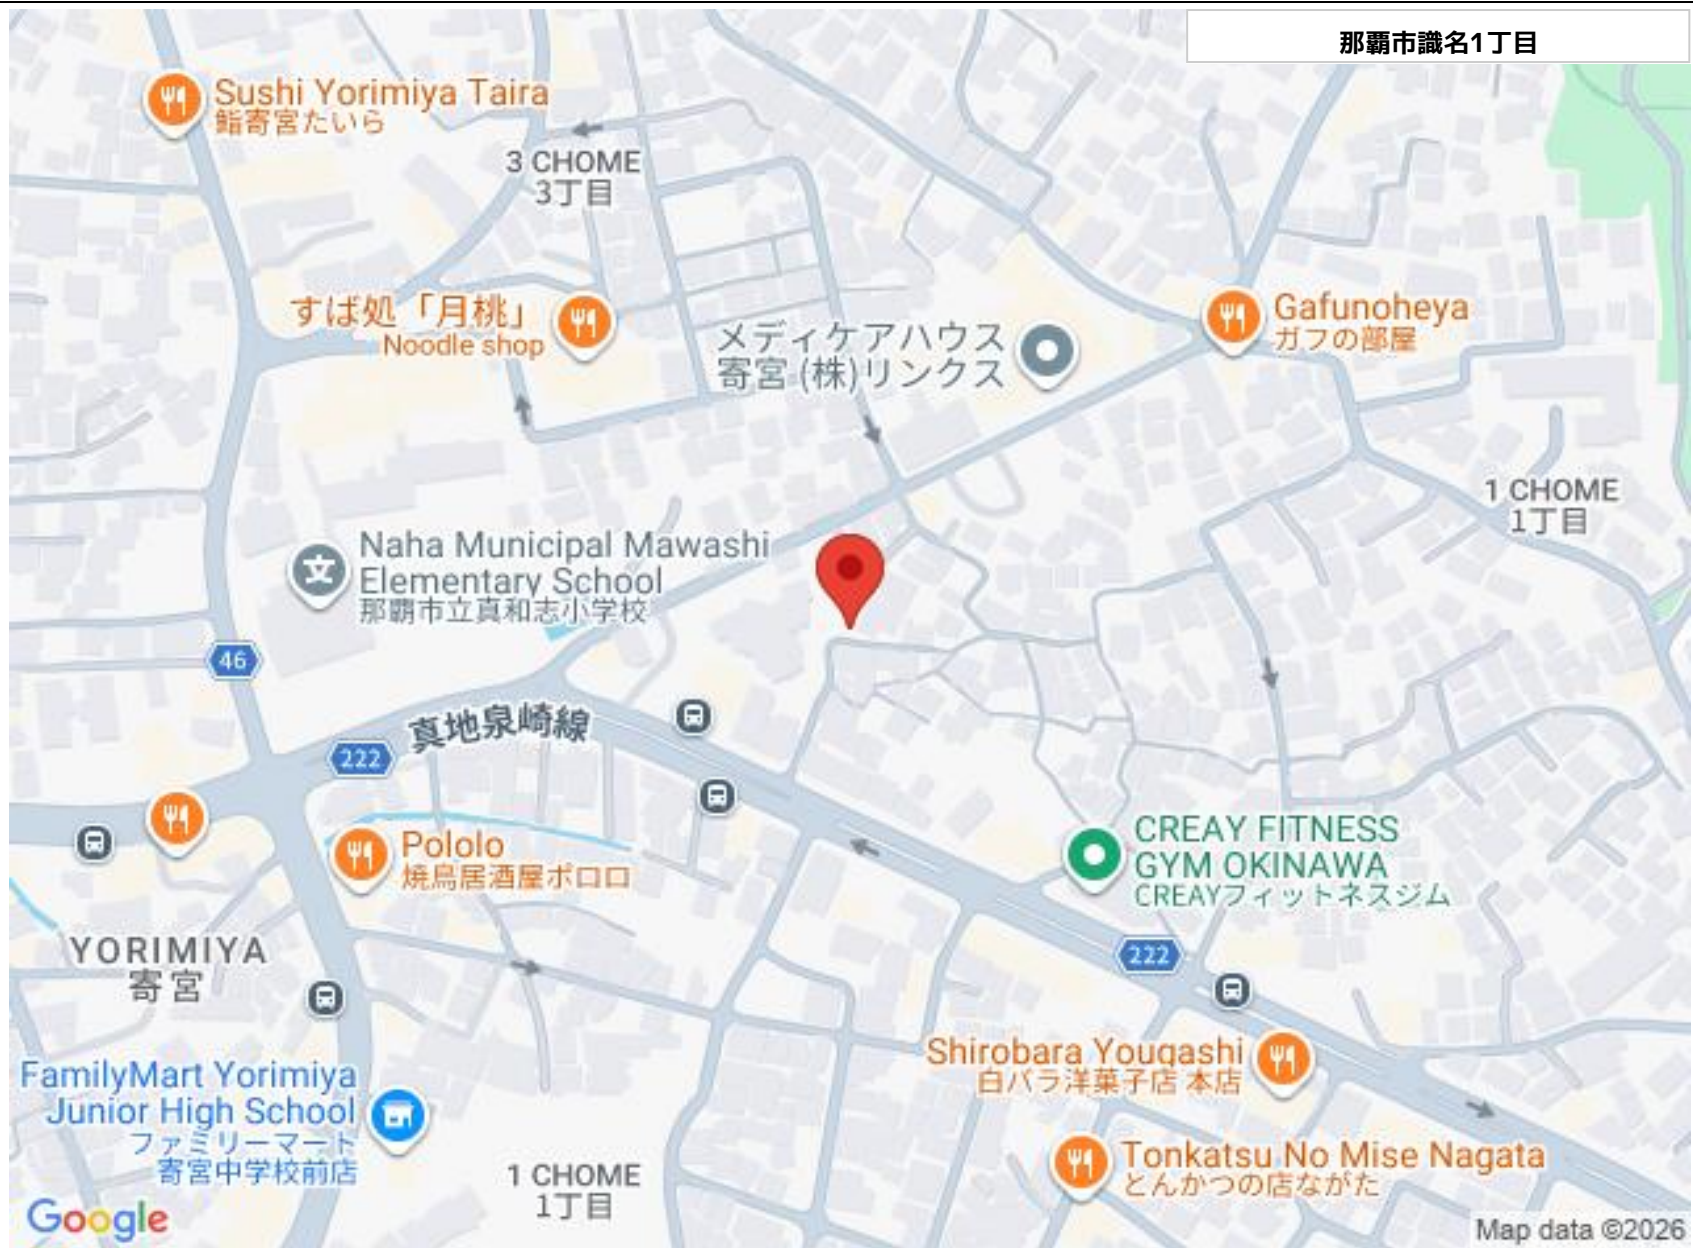 那覇市識名1丁目
Sushi Yorimiya Taira
鮨寄宮たいら
3 CHOME
3丁目
すば処「月桃」
Noodle shop
メディケアハウス
寄宮 (株)リンクス
Gafunoheya
ガフの部屋
1 CHOME
1丁目
Naha Municipal Mawashi
Elementary School
那覇市立真和志小学校
46
真地泉崎線
222
Pololo
焼鳥居酒屋ポロロ
CREAY FITNESS
GYM OKINAWA
CREAYフィットネスジム
YORIMIYA
寄宮
222
Shirobara Yougashi
白バラ洋菓子店 本店
FamilyMart Yorimiya
Junior High School
ファミリーマート
寄宮中学校前店
1 CHOME
1丁目
Tonkatsu No Mise Nagata
とんかつの店ながた
Google
Map data ©2026